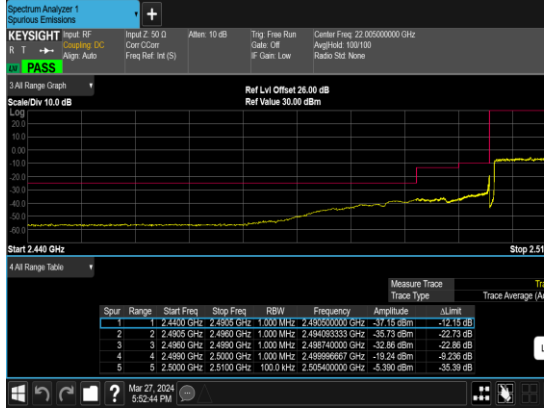 Spectrum Analyzer 1
Spurious Emissions
+
KEYSIGHT Input: RF Input Z: 50 Ω Atten: 10 dB Trig: Free Run Center Freq: 22.005000000 GHz
R T Coupling: DC Corr CCorr Gate: Off Avg|Hold: 100/100
Align: Auto Freq Ref: Int (S) IF Gain: Low Radio Std: None
PASS
3 All Range Graph
Ref Lvl Offset 26.00 dB
Scale/Div 10.0 dB Ref Value 30.00 dBm
Log
20.0
10.0
0.00
-10.0
-20.0
-30.0
-40.0
-50.0
-60.0
Start 2.440 GHz Stop 2.51
4 All Range Table
Measure Trace Tra
Trace Type Trace Average (A
Spur Range Start Freq Stop Freq RBW Frequency Amplitude ΔLimit
1 1 2.4400 GHz 2.4905 GHz 1.000 MHz 2.490500000 GHz -37.15 dBm -12.15 dB
2 2 2.4905 GHz 2.4960 GHz 1.000 MHz 2.494093333 GHz -35.73 dBm -22.73 dB
3 3 2.4960 GHz 2.4990 GHz 1.000 MHz 2.498740000 GHz -32.86 dBm -22.86 dB
4 4 2.4990 GHz 2.5000 GHz 1.000 MHz 2.499996667 GHz -19.24 dBm -9.236 dB
5 5 2.5000 GHz 2.5100 GHz 100.0 kHz 2.505400000 GHz -5.390 dBm -35.39 dB
Mar 27, 2024
5:52:44 PM
?